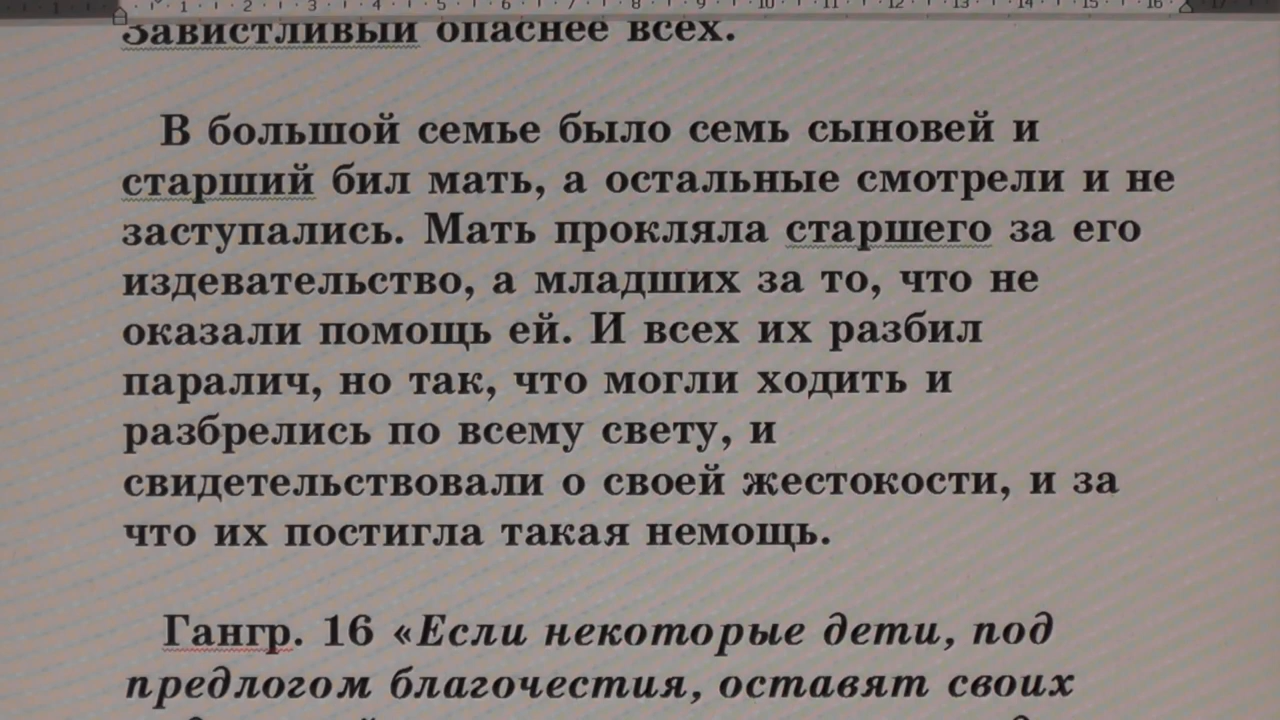 Завистливый опаснее всех.
В большой семье было семь сыновей и
старший бил мать, а остальные смотрели и не
заступались. Мать прокляла старшего за его
издевательство, а младших за то, что не
оказали помощь ей. И всех их разбил
паралич, но так, что могли ходить и
разбрелись по всему свету, и
свидетельствовали о своей жестокости, и за
что их постигла такая немощь.
Гангр. 16 «Если некоторые дети, под
предлогом благочестия, оставят своих